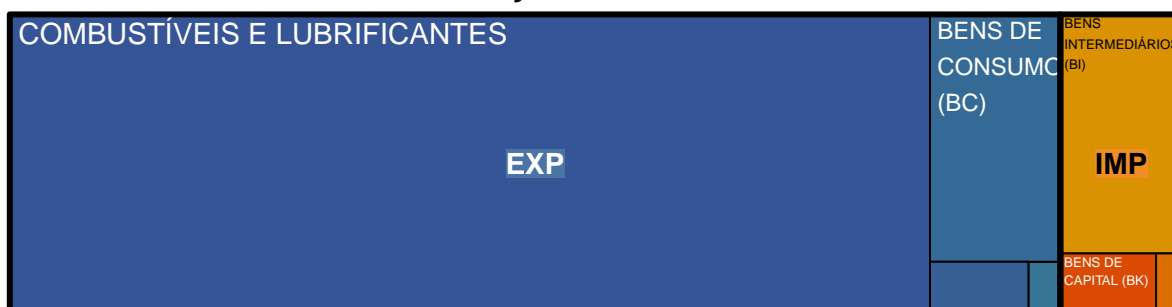 COMBUSTÍVEIS E LUBRIFICANTES
EXP
BENS DE
CONSUMO
(BC)
BENS
INTERMEDIÁRIOS
(BI)
IMP
BENS DE
CAPITAL (BK)